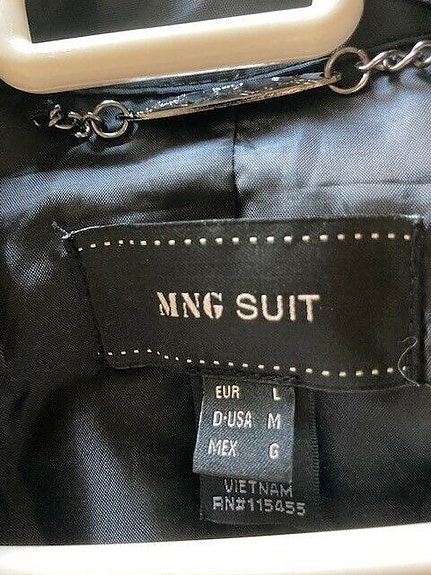 MNG SUIT
EUR L
D·USA M
MEX G
VIETNAM
RN#115455